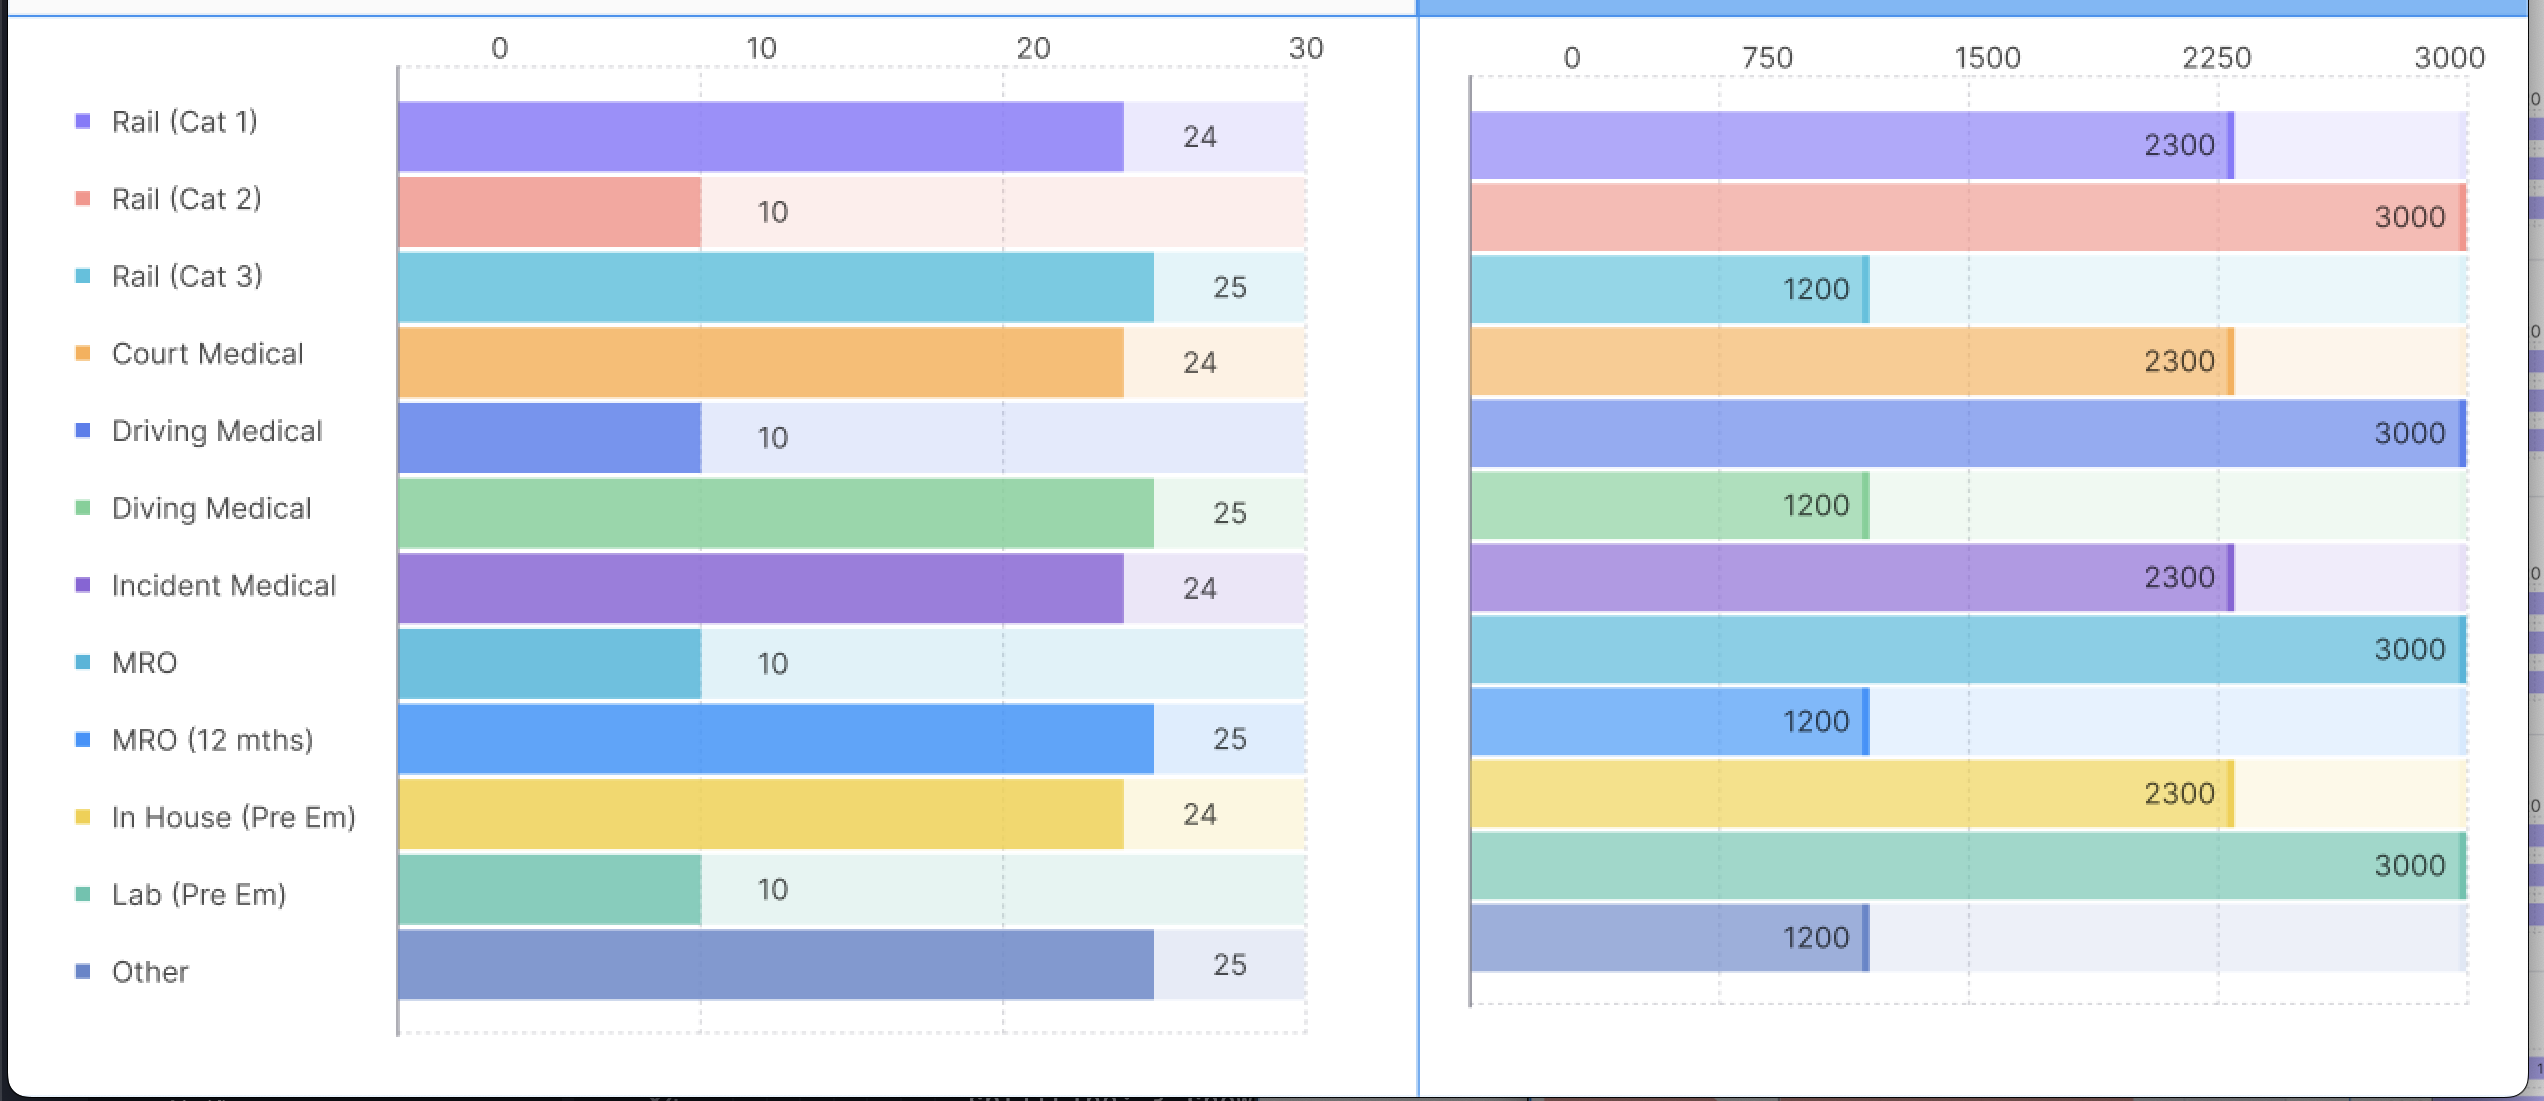 0 10 20 30
0 750 1500 2250 3000
Rail (Cat 1) 24 2300
Rail (Cat 2) 10 3000
Rail (Cat 3) 25 1200
Court Medical 24 2300
Driving Medical 10 3000
Diving Medical 25 1200
Incident Medical 24 2300
MRO 10 3000
MRO (12 mths) 25 1200
In House (Pre Em) 24 2300
Lab (Pre Em) 10 3000
Other 25 1200